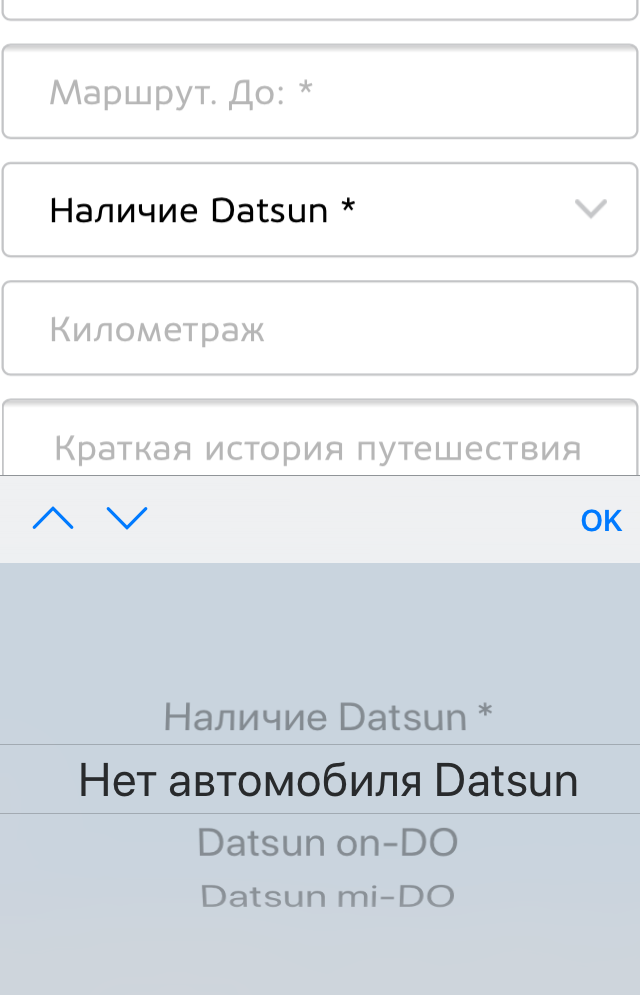 Маршрут. До: *
Наличие Datsun *
Километраж
Краткая история путешествия
OK
Наличие Datsun *
Нет автомобиля Datsun
Datsun on-DO
Datsun mi-DO